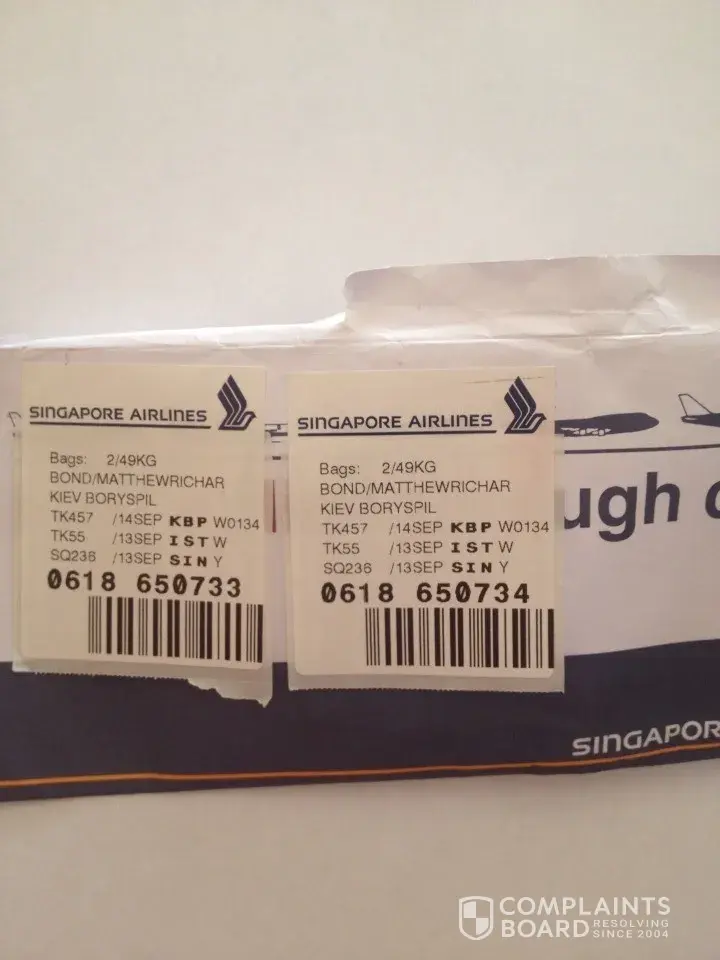 SINGAPORE AIRLINES
Bags: 2/49KG
BOND/MATTHEWRICHAR
KIEV BORYSPIL
TK457 /14SEP KBP W0134
TK55 /13SEP IST W
SQ236 /13SEP SIN Y
0618 650733
SINGAPORE AIRLINES
Bags: 2/49KG
BOND/MATTHEWRICHAR
KIEV BORYSPIL
TK457 /14SEP KBP W0134
TK55 /13SEP IST W
SQ236 /13SEP SIN Y
0618 650734
ugh
SINGAPOR
COMPLAINTS
BOARD RESOLVING
SINCE 2004